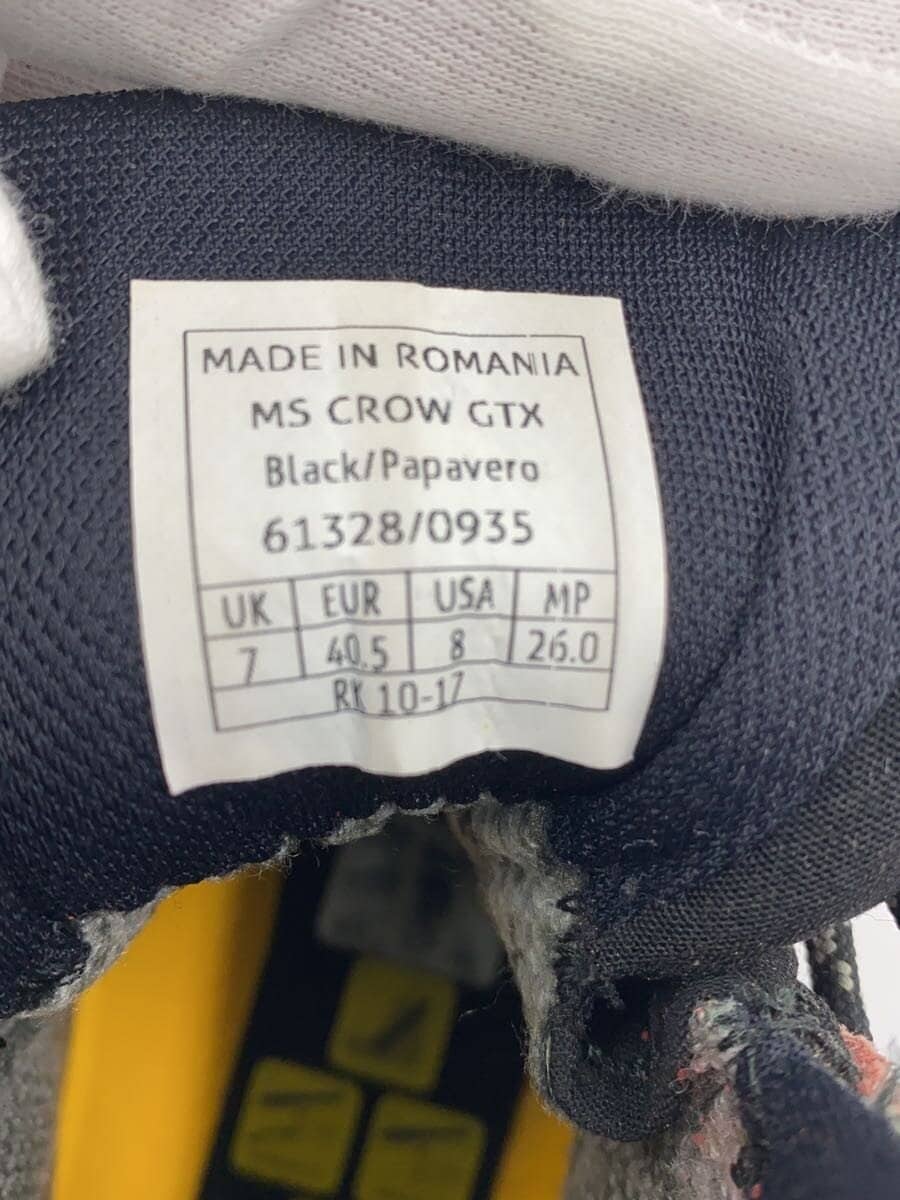 MADE IN ROMANIA
MS CROW GTX
Black/Papavero
61328/0935
UK EUR USA MP
7 40.5 8 26.0
RK 10-17